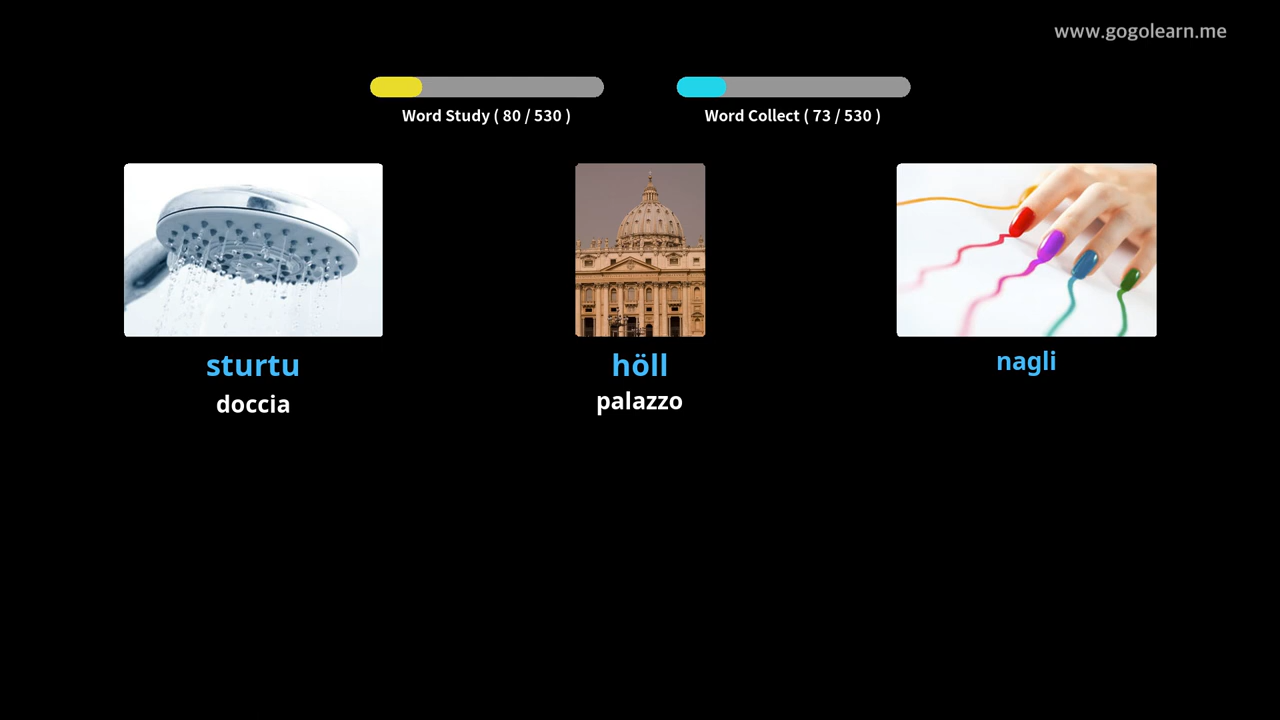 www.gogolearn.me
Word Study ( 80 / 530 )
Word Collect ( 73 / 530 )
sturtu
doccia
höll
palazzo
nagli